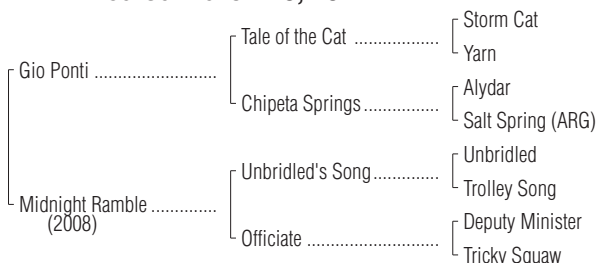 Storm Cat
Tale of the Cat ..................
Yarn
Gio Ponti ..........................
Alydar
Chipeta Springs................
Salt Spring (ARG)
Unbridled
Unbridled's Song..............
Trolley Song
Midnight Ramble ..............
(2008)
Deputy Minister
Officiate ............................
Tricky Squaw